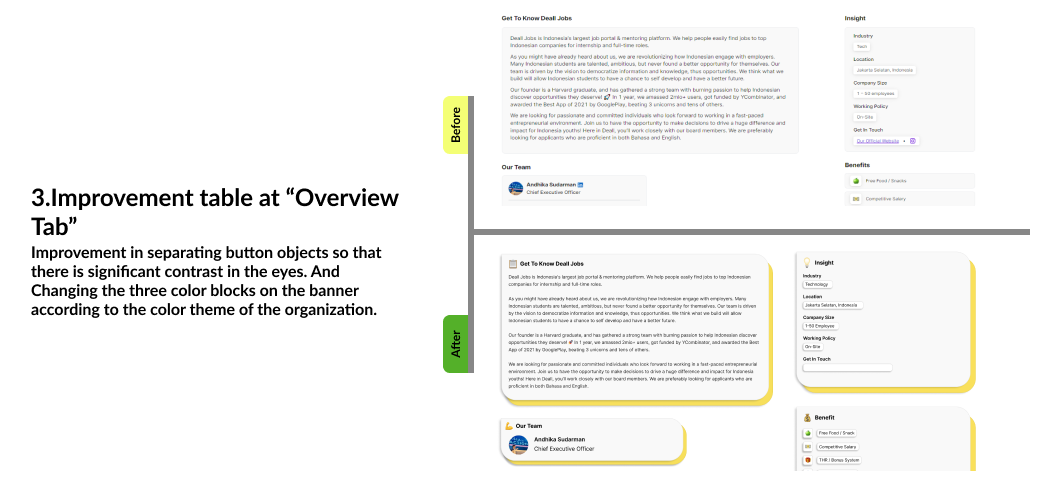 3.Improvement table at “Overview
Tab”
Improvement in separating button objects so that
there is significant contrast in the eyes. And
Changing the three color blocks on the banner
according to the color theme of the organization.
Before
After
Get To Know Deall Jobs
Deall Jobs is Indonesia's largest job portal & mentoring platform. We help people easily find jobs to top
Indonesian companies for internship and full-time roles.
As you might have already heard about us, we are revolutionizing how Indonesian engage with employers.
Many Indonesian students are talented, ambitious, but never found a better opportunity for themselves. Our
team is driven by the vision to democratize information and knowledge, thus opportunities. We think what we
build will allow Indonesian students to have a chance to self develop and have a better future.
Our founder is a Harvard graduate, and has gathered a strong team with burning passion to help Indonesian
discover opportunities they deserve! 🚀 In 1 year, we amassed 2mio+ users, got funded by YCombinator, and
awarded the Best App of 2021 by GooglePlay, beating 3 unicorns and tens of others.
We are looking for passionate and committed individuals who look forward to working in a fast-paced
entrepreneurial environment. Join us to have the opportunity to make decisions to drive a huge difference and
impact for Indonesia youths! Here in Deall, you'll work closely with our board members. We are preferably
looking for applicants who are proficient in both Bahasa and English.
Our Team
Andhika Sudarman
Chief Executive Officer
Insight
Industry
Tech
Location
Jakarta Selatan, Indonesia
Company Size
1 - 50 employees
Working Policy
On-Site
Get In Touch
Our Official Website •
Benefits
Free Food / Snacks
Competitive Salary
Get To Know Deall Jobs
Deall Jobs is Indonesia's largest job portal & mentoring platform. We help people easily find jobs to top Indonesian
companies for internship and full-time roles.
As you might have already heard about us, we are revolutionizing how Indonesian engage with employers. Many
Indonesian students are talented, ambitious, but never found a better opportunity for themselves. Our team is driven
by the vision to democratize information and knowledge, thus opportunities. We think what we build will allow
Indonesian students to have a chance to self develop and have a better future.
Our founder is a Harvard graduate, and has gathered a strong team with burning passion to help Indonesian discover
opportunities they deserve! 🚀 In 1 year, we amassed 2mio+ users, got funded by YCombinator, and awarded the Best
App of 2021 by GooglePlay, beating 3 unicorns and tens of others.
We are looking for passionate and committed individuals who look forward to working in a fast-paced entrepreneurial
environment. Join us to have the opportunity to make decisions to drive a huge difference and impact for Indonesia
youths! Here in Deall, you'll work closely with our board members. We are preferably looking for applicants who are
proficient in both Bahasa and English.
Our Team
Andhika Sudarman
Chief Executive Officer
Insight
Industry
Technology
Location
Jakarta Selatan, Indonesia
Company Size
1-50 Employee
Working Policy
On-Site
Get In Touch
Benefit
Free Food / Snack
Competitive Salary
THR / Bonus System